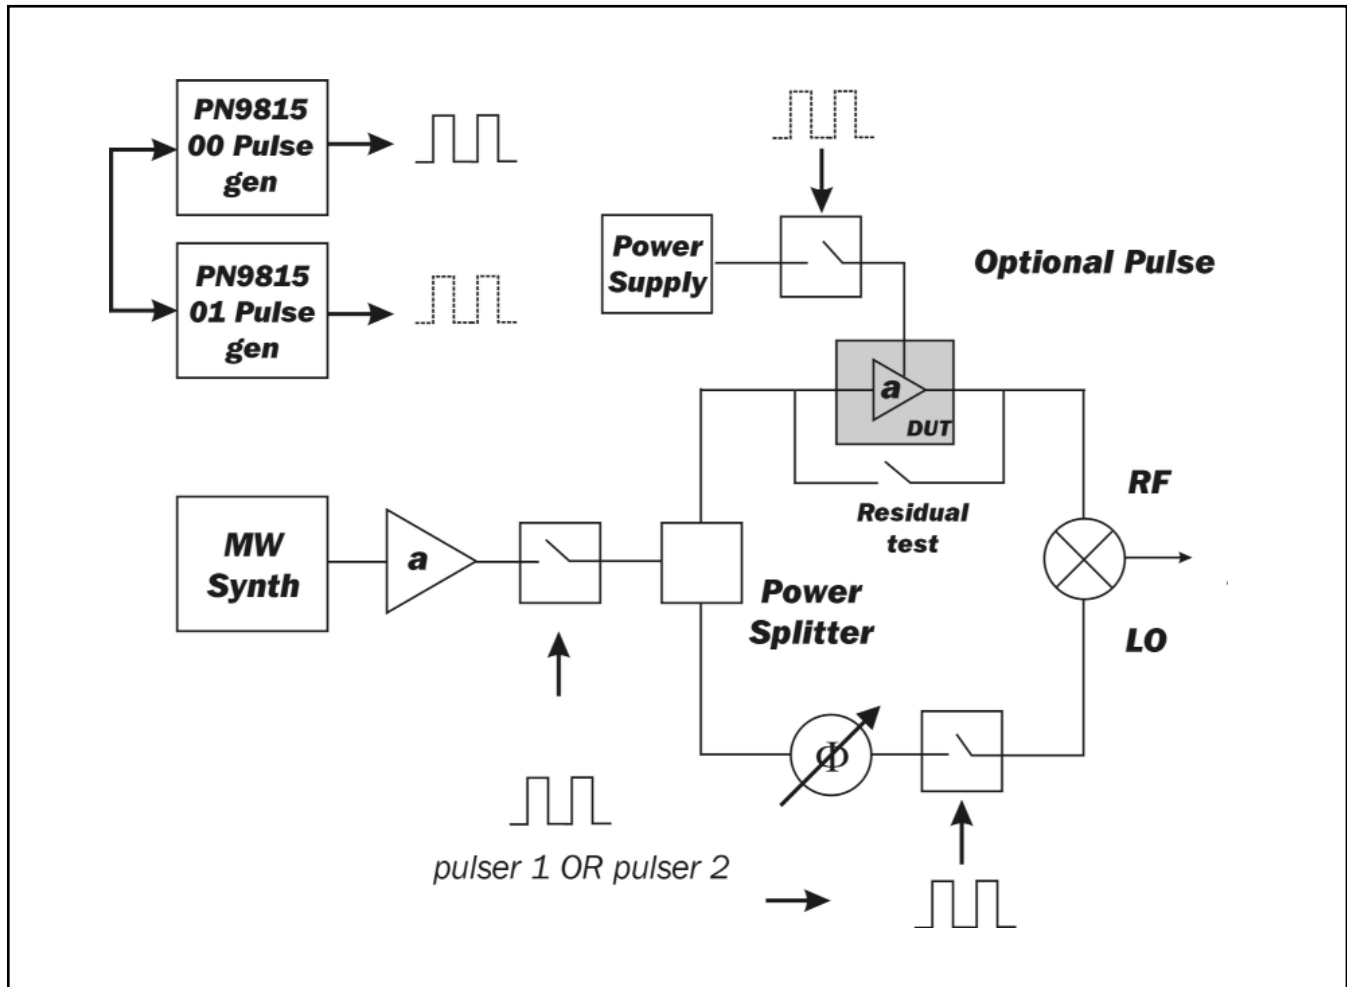 PN9815
00 Pulse
gen
PN9815
01 Pulse
gen
Power
Supply
Optional Pulse
a
DUT
Residual
test
RF
MW
Synth
a
Power
Splitter
LO
Φ
pulser 1 OR pulser 2